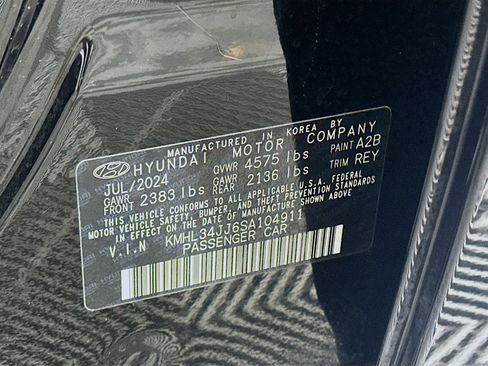 MANUFACTURED IN KOREA BY
HYUNDAI MOTOR COMPANY
JUL/2024 GVWR 4575 lbs PAINT A2B
GAWR FRONT 2383 lbs GAWR REAR 2136 lbs TRIM REY
THIS VEHICLE CONFORMS TO ALL APPLICABLE U.S.A. FEDERAL
MOTOR VEHICLE SAFETY, BUMPER, AND THEFT PREVENTION STANDARDS
IN EFFECT ON THE DATE OF MANUFACTURE SHOWN ABOVE
V.I.N KMHL34JJ6SA104911
PASSENGER CAR